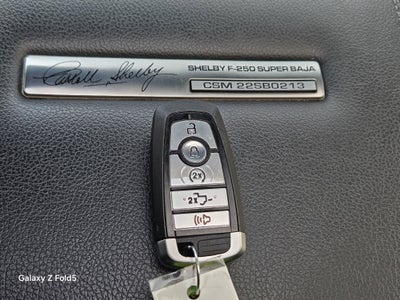 Carroll Shelby
SHELBY F-250 SUPER BAJA
CSM 22SB0213
2x
2x
Galaxy Z Fold5